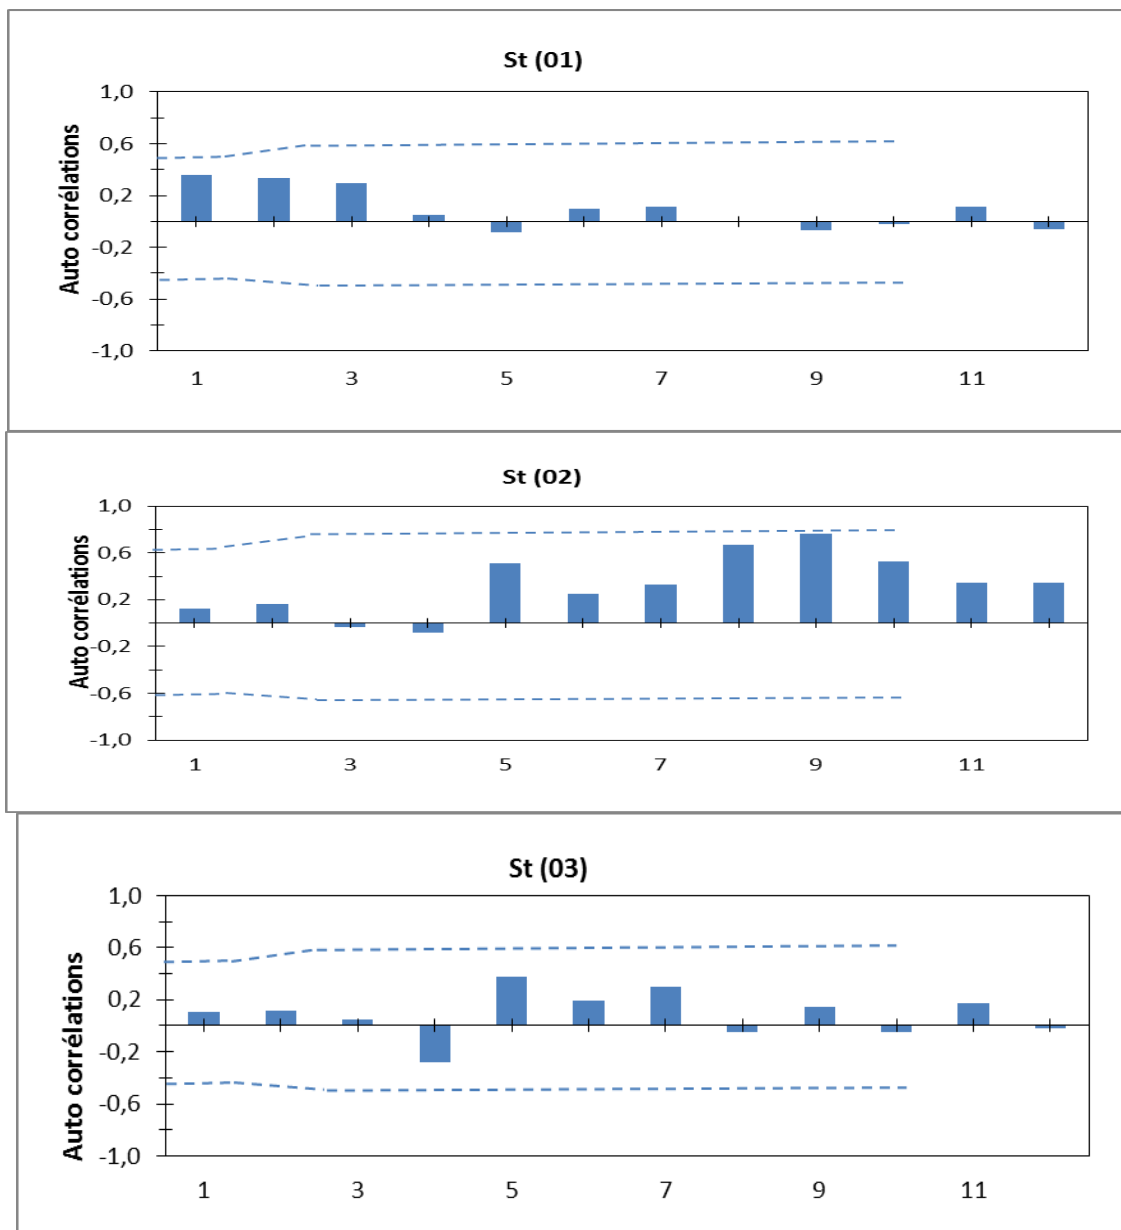 St (01)
Auto corrélations
1,0
0,6
0,2
-0,2
-0,6
-1,0
1 3 5 7 9 11
St (02)
Auto corrélations
1,0
0,6
0,2
-0,2
-0,6
-1,0
1 3 5 7 9 11
St (03)
Auto corrélations
1,0
0,6
0,2
-0,2
-0,6
-1,0
1 3 5 7 9 11